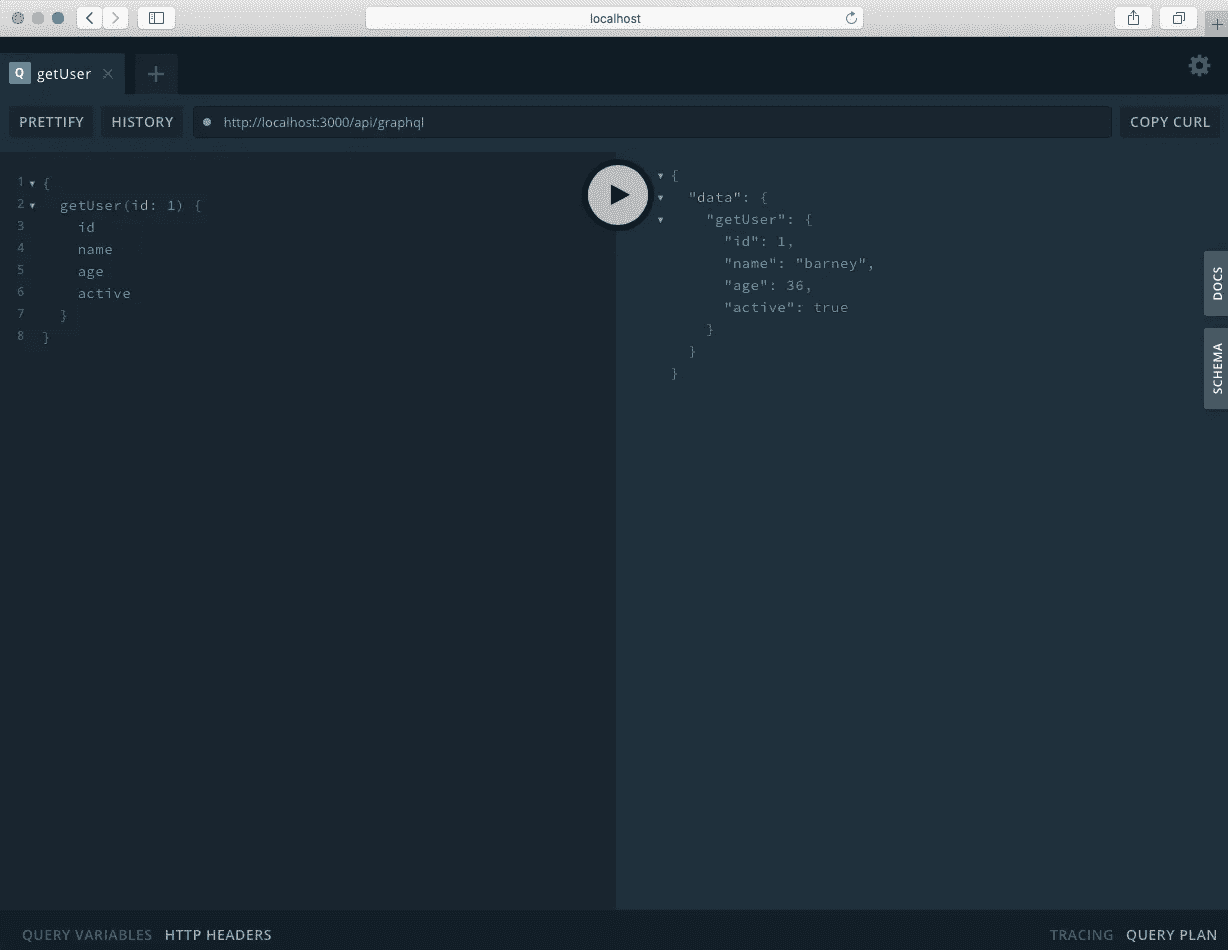 localhost
Q getUser
PRETTIFY HISTORY http://localhost:3000/api/graphql COPY CURL
1 {
2 getUser(id: 1) {
3 id
4 name
5 age
6 active
7 }
8 }
{
"data": {
"getUser": {
"id": 1,
"name": "barney",
"age": 36,
"active": true
}
}
}
DOCS
SCHEMA
QUERY VARIABLES HTTP HEADERS TRACING QUERY PLAN